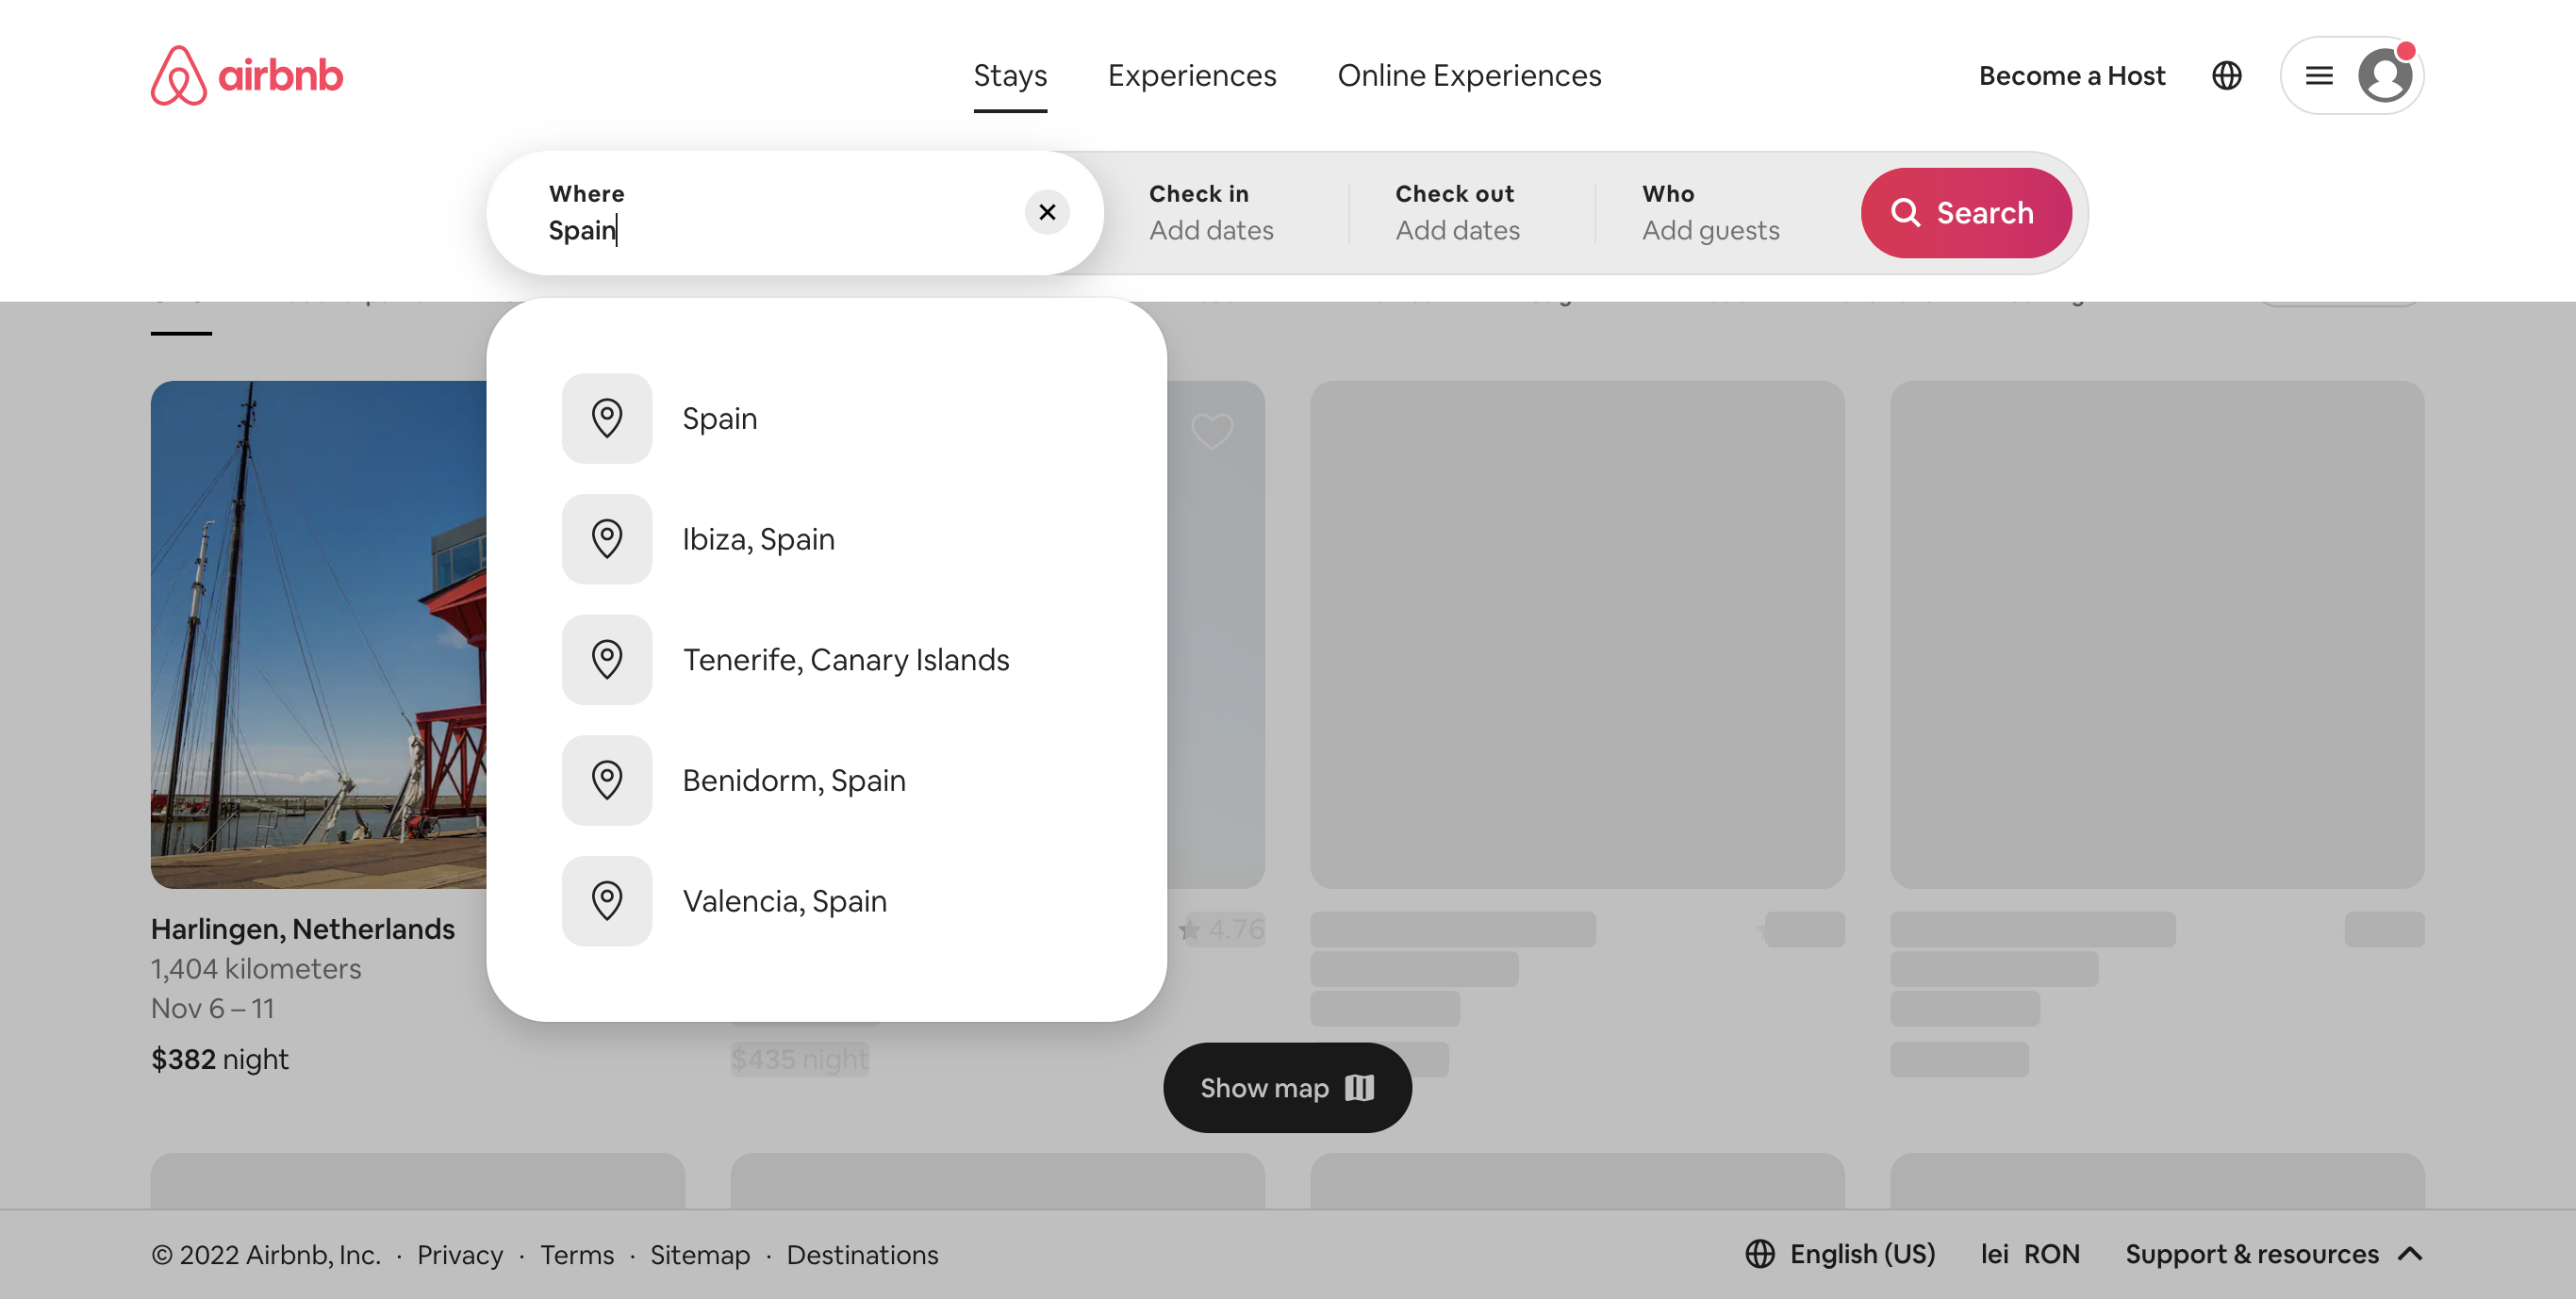 airbnb
Stays
Experiences
Online Experiences
Become a Host
Where
Spain
Check in
Add dates
Check out
Add dates
Who
Add guests
Search
Spain
Ibiza, Spain
Tenerife, Canary Islands
Benidorm, Spain
Valencia, Spain
Harlingen, Netherlands
1,404 kilometers
Nov 6 – 11
$382 night
4.76
$435 night
Show map
© 2022 Airbnb, Inc. · Privacy · Terms · Sitemap · Destinations
English (US)
lei RON
Support & resources